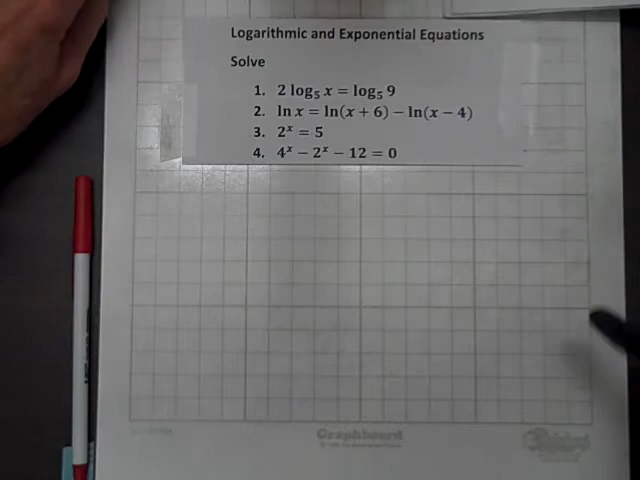 Logarithmic and Exponential Equations
Solve
1. 2 log₅ x = log₅ 9
2. ln x = ln(x + 6) − ln(x − 4)
3. 2ˣ = 5
4. 4ˣ − 2ˣ − 12 = 0
Graphboard